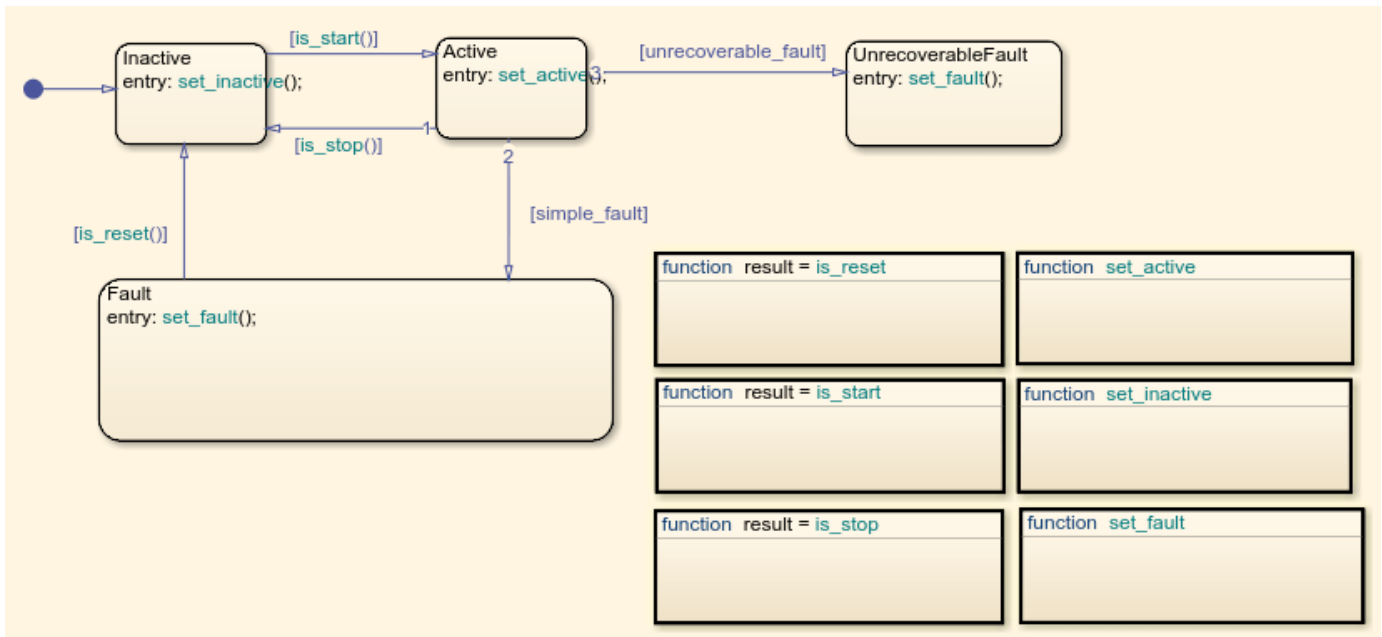 [is_start()]
Inactive
entry: set_inactive();
Active
entry: set_active();
3
[unrecoverable_fault]
UnrecoverableFault
entry: set_fault();
1
[is_stop()]
2
[simple_fault]
[is_reset()]
Fault
entry: set_fault();
function result = is_reset
function set_active
function result = is_start
function set_inactive
function result = is_stop
function set_fault